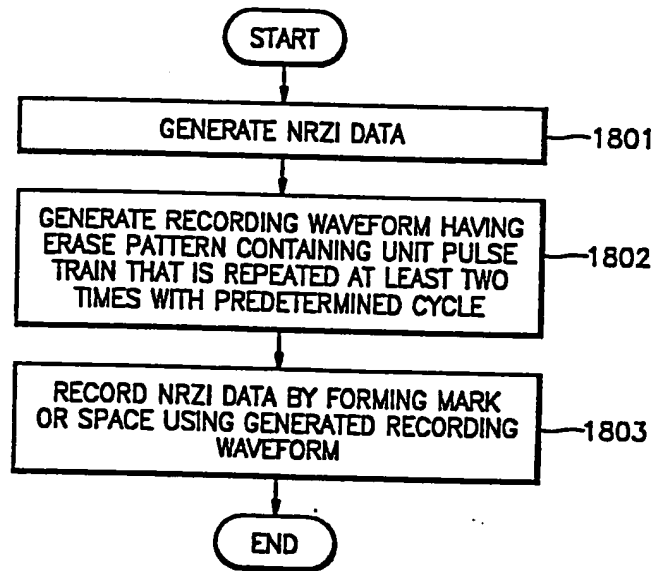 START
GENERATE NRZI DATA
1801
GENERATE RECORDING WAVEFORM HAVING
ERASE PATTERN CONTAINING UNIT PULSE
TRAIN THAT IS REPEATED AT LEAST TWO
TIMES WITH PREDETERMINED CYCLE
1802
RECORD NRZI DATA BY FORMING MARK
OR SPACE USING GENERATED RECORDING
WAVEFORM
1803
END